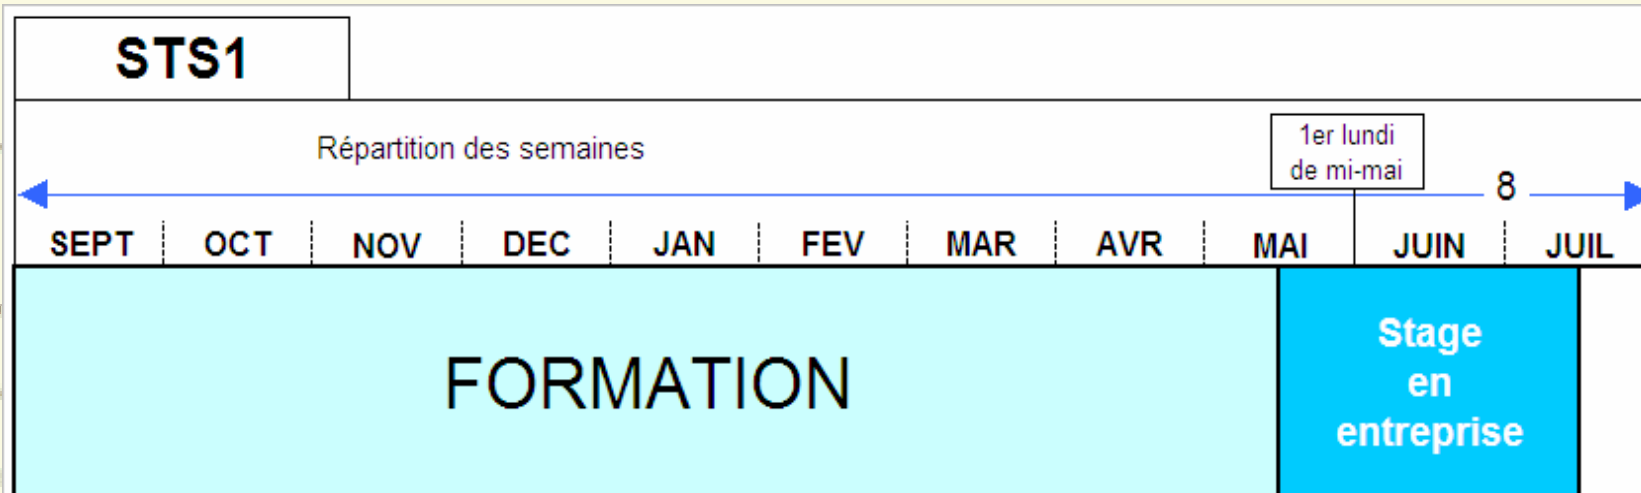 STS1
Répartition des semaines
1er lundi
de mi-mai
8
SEPT OCT NOV DEC JAN FEV MAR AVR MAI JUIN JUIL
FORMATION
Stage
en
entreprise